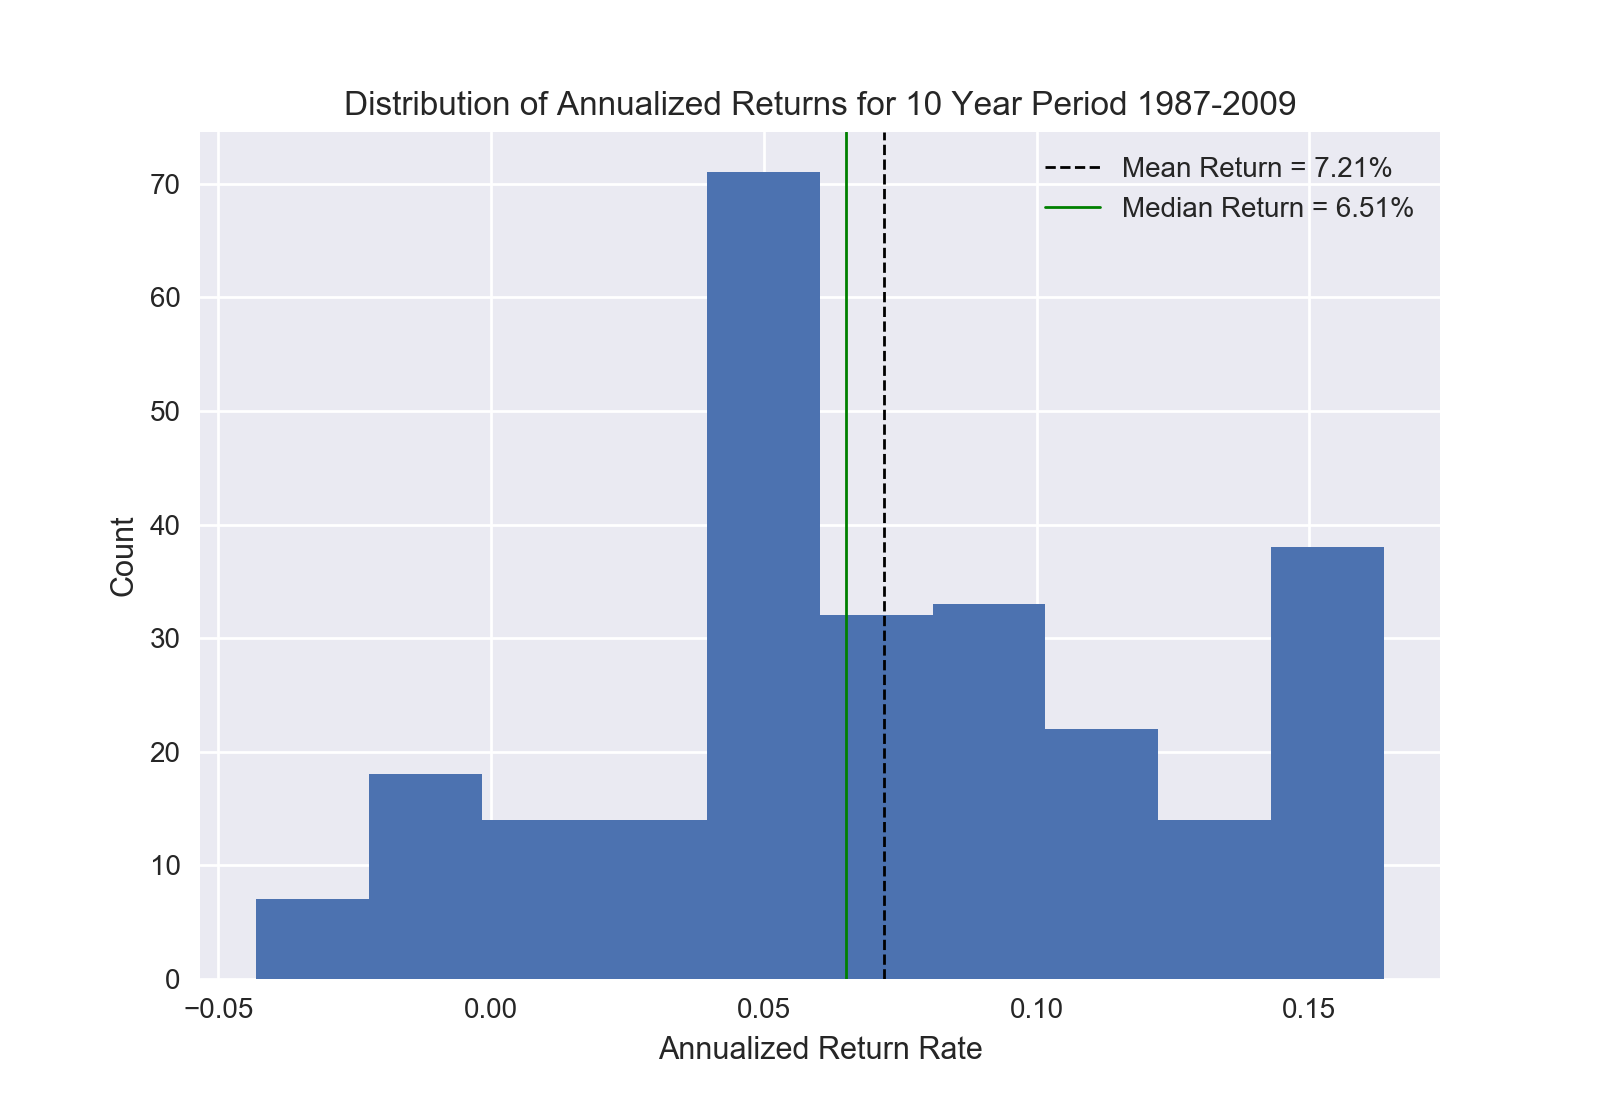 Distribution of Annualized Returns for 10 Year Period 1987-2009
Mean Return = 7.21%
Median Return = 6.51%
70
60
50
40
30
20
10
0
Count
−0.05 0.00 0.05 0.10 0.15
Annualized Return Rate